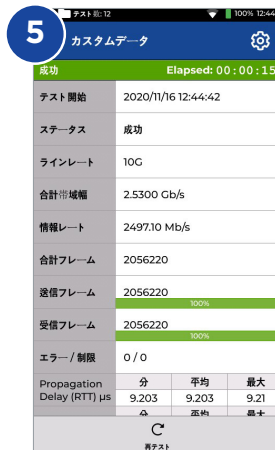 5
テスト数: 12
100% 12:44
カスタムデータ
成功 Elapsed: 00:00:15
テスト開始 2020/11/16 12:44:42
ステータス 成功
ラインレート 10G
合計帯域幅 2.5300 Gb/s
情報レート 2497.10 Mb/s
合計フレーム 2056220
送信フレーム 2056220
100%
受信フレーム 2056220
100%
エラー / 制限 0 / 0
Propagation Delay (RTT) µs 分 平均 最大
9.203 9.203 9.21
分 平均 最大
再テスト